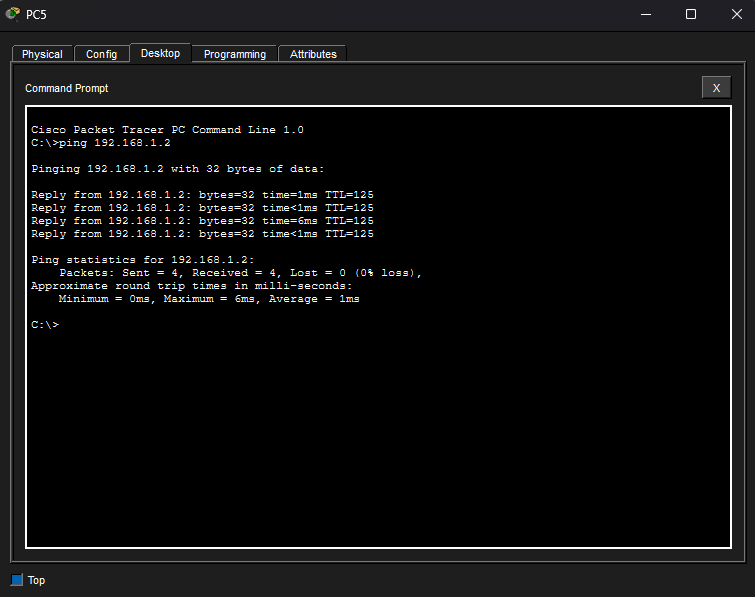 PC5
Physical Config Desktop Programming Attributes
Command Prompt
X
Cisco Packet Tracer PC Command Line 1.0
C:\>ping 192.168.1.2
Pinging 192.168.1.2 with 32 bytes of data:
Reply from 192.168.1.2: bytes=32 time=1ms TTL=125
Reply from 192.168.1.2: bytes=32 time<1ms TTL=125
Reply from 192.168.1.2: bytes=32 time=6ms TTL=125
Reply from 192.168.1.2: bytes=32 time<1ms TTL=125
Ping statistics for 192.168.1.2:
    Packets: Sent = 4, Received = 4, Lost = 0 (0% loss),
Approximate round trip times in milli-seconds:
    Minimum = 0ms, Maximum = 6ms, Average = 1ms
C:\>
Top